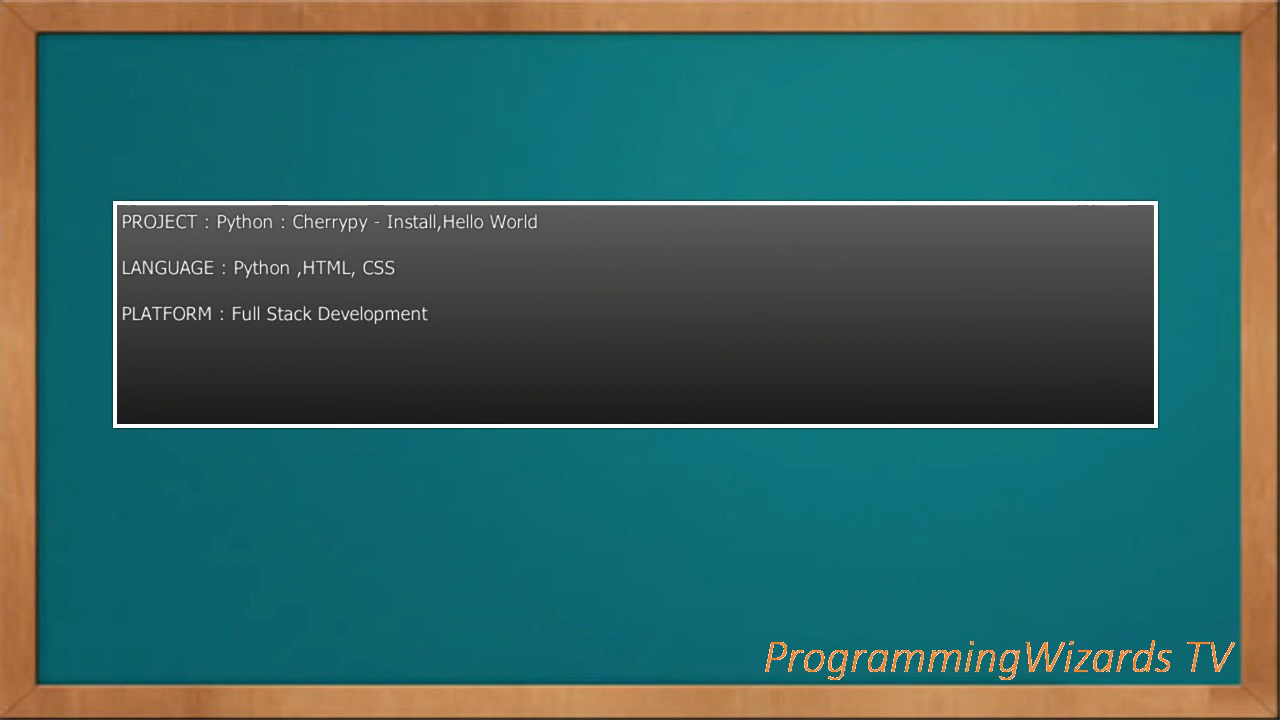 PROJECT : Python : Cherrypy - Install,Hello World
LANGUAGE : Python ,HTML, CSS
PLATFORM : Full Stack Development
ProgrammingWizards TV